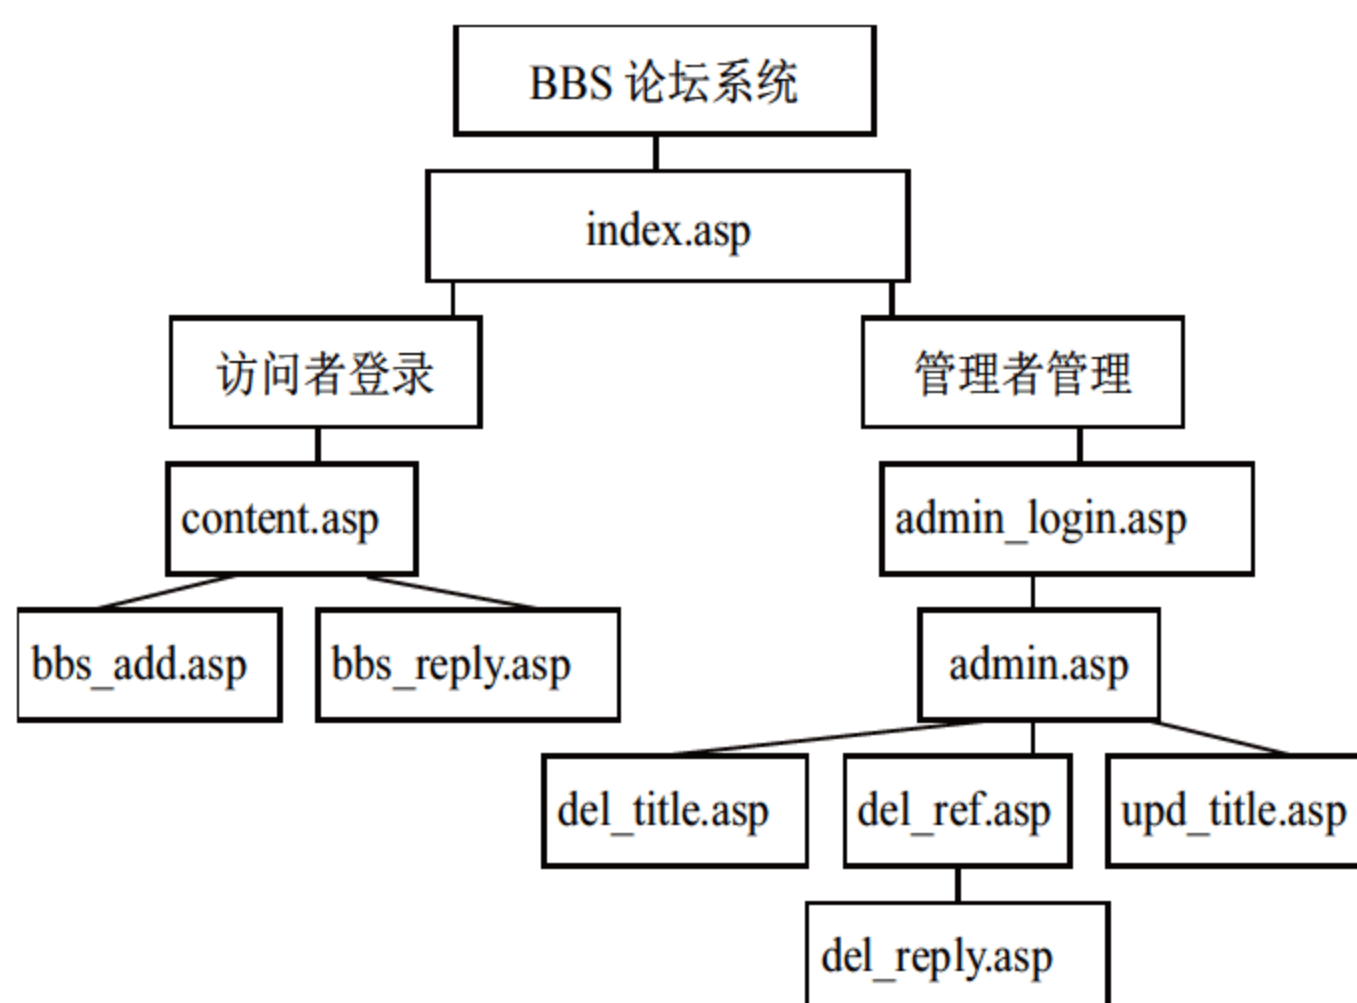 BBS 论坛系统
index.asp
访问者登录
管理者管理
content.asp
admin_login.asp
bbs_add.asp
bbs_reply.asp
admin.asp
del_title.asp
del_ref.asp
upd_title.asp
del_reply.asp